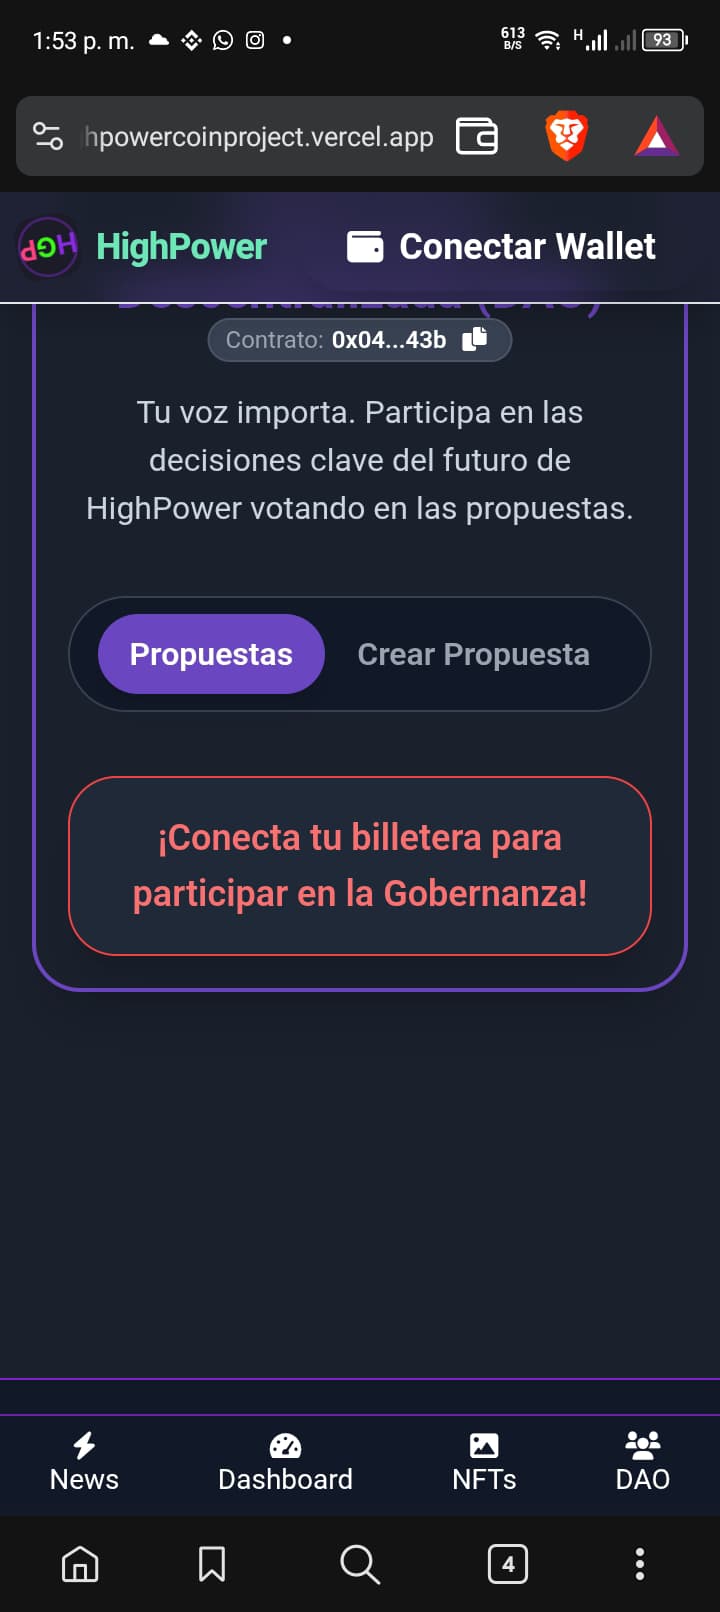 1:53 p. m.
613
B/S
H
93
hpowercoinproject.vercel.app
HGP
HighPower
Conectar Wallet
Descentralizada (DAO)
Contrato: 0x04...43b
Tu voz importa. Participa en las
decisiones clave del futuro de
HighPower votando en las propuestas.
Propuestas
Crear Propuesta
¡Conecta tu billetera para
participar en la Gobernanza!
News
Dashboard
NFTs
DAO
4